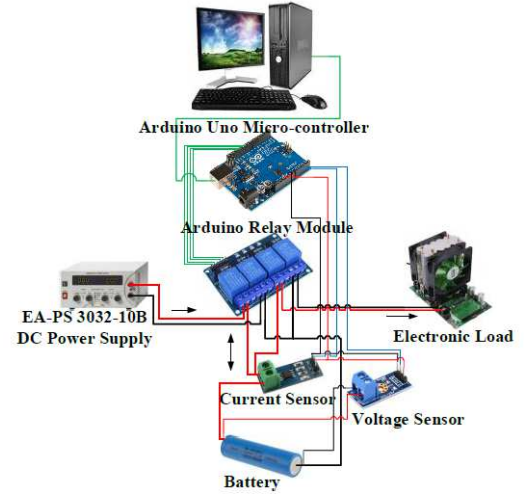 Arduino Uno Micro-controller
Arduino Relay Module
EA-PS 3032-10B
DC Power Supply
Electronic Load
Current Sensor
Voltage Sensor
Battery